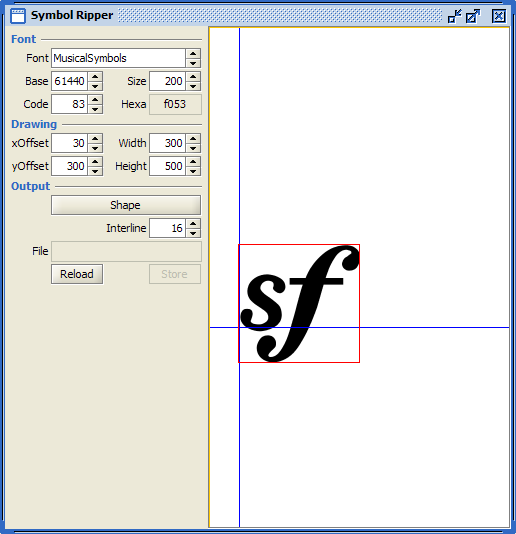 Symbol Ripper
Font
Font MusicalSymbols
Base 61440 Size 200
Code 83 Hexa f053
Drawing
xOffset 30 Width 300
yOffset 300 Height 500
Output
Shape
Interline 16
File
Reload Store
sf